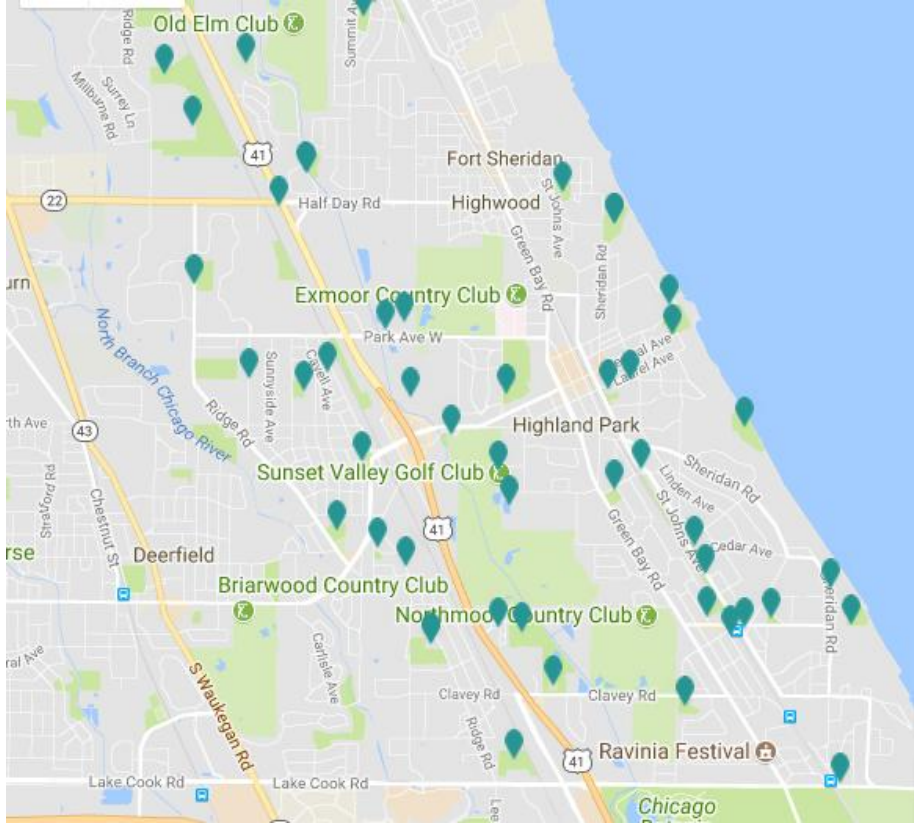 Old Elm Club
Ridge Rd
Summit Ave
Surrey Ln
Millburne Rd
41
Fort Sheridan
22
Half Day Rd
Highwood
St Johns Ave
Green Bay Rd
Sheridan Rd
urn
Exmoor Country Club
Park Ave W
North Branch Chicago River
Sunnyside Ave
Cavell Ave
Laurel Ave
Ridge Rd
rth Ave
43
Highland Park
Sunset Valley Golf Club
Sheridan Rd
Linden Ave
Stratford Rd
Chestnut St
St Johns Ave
Green Bay Rd
41
rse
Deerfield
Cedar Ave
Briarwood Country Club
Sheridan Rd
Northmoor Country Club
Carlisle Ave
ral Ave
S Waukegan Rd
Clavey Rd
Clavey Rd
Ridge Rd
41
Ravinia Festival
Lake Cook Rd
Lake Cook Rd
Lee
Chicago